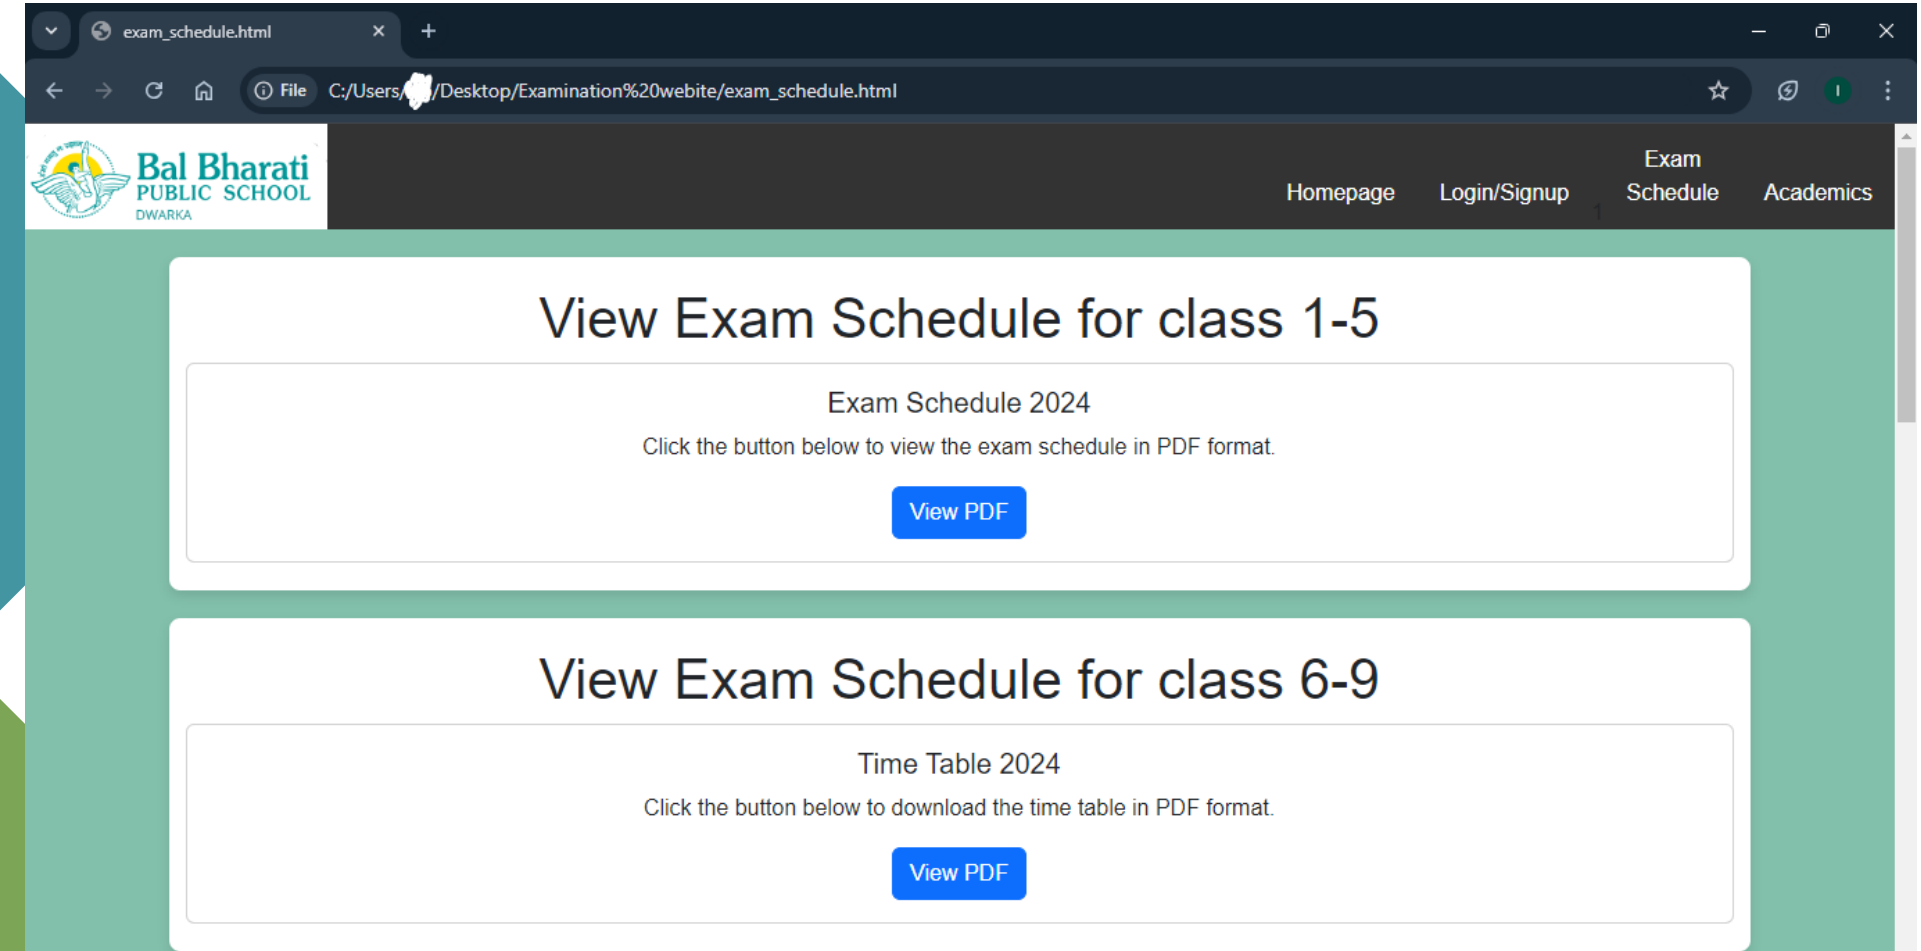 exam_schedule.html
File C:/Users/ /Desktop/Examination%20webite/exam_schedule.html
I
Bal Bharati
PUBLIC SCHOOL
DWARKA
Homepage Login/Signup 1 Exam Schedule Academics
View Exam Schedule for class 1-5
Exam Schedule 2024
Click the button below to view the exam schedule in PDF format.
View PDF
View Exam Schedule for class 6-9
Time Table 2024
Click the button below to download the time table in PDF format.
View PDF